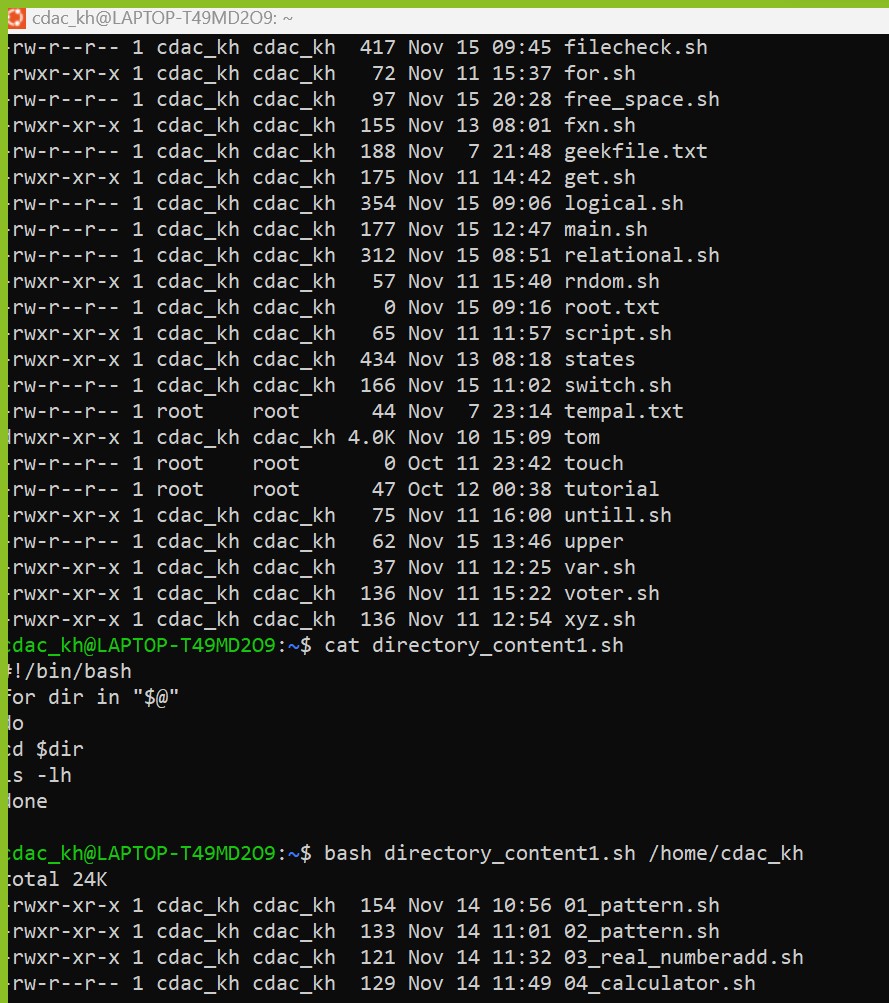 cdac_kh@LAPTOP-T49MD2O9: ~
-rw-r--r-- 1 cdac_kh cdac_kh  417 Nov 15 09:45 filecheck.sh
-rwxr-xr-x 1 cdac_kh cdac_kh   72 Nov 11 15:37 for.sh
-rw-r--r-- 1 cdac_kh cdac_kh   97 Nov 15 20:28 free_space.sh
-rwxr-xr-x 1 cdac_kh cdac_kh  155 Nov 13 08:01 fxn.sh
-rw-r--r-- 1 cdac_kh cdac_kh  188 Nov  7 21:48 geekfile.txt
-rwxr-xr-x 1 cdac_kh cdac_kh  175 Nov 11 14:42 get.sh
-rw-r--r-- 1 cdac_kh cdac_kh  354 Nov 15 09:06 logical.sh
-rw-r--r-- 1 cdac_kh cdac_kh  177 Nov 15 12:47 main.sh
-rw-r--r-- 1 cdac_kh cdac_kh  312 Nov 15 08:51 relational.sh
-rwxr-xr-x 1 cdac_kh cdac_kh   57 Nov 11 15:40 rndom.sh
-rw-r--r-- 1 cdac_kh cdac_kh    0 Nov 15 09:16 root.txt
-rwxr-xr-x 1 cdac_kh cdac_kh   65 Nov 11 11:57 script.sh
-rwxr-xr-x 1 cdac_kh cdac_kh  434 Nov 13 08:18 states
-rw-r--r-- 1 cdac_kh cdac_kh  166 Nov 15 11:02 switch.sh
-rw-r--r-- 1 root    root      44 Nov  7 23:14 tempal.txt
drwxr-xr-x 1 cdac_kh cdac_kh 4.0K Nov 10 15:09 tom
-rw-r--r-- 1 root    root       0 Oct 11 23:42 touch
-rw-r--r-- 1 root    root      47 Oct 12 00:38 tutorial
-rwxr-xr-x 1 cdac_kh cdac_kh   75 Nov 11 16:00 untill.sh
-rw-r--r-- 1 cdac_kh cdac_kh   62 Nov 15 13:46 upper
-rwxr-xr-x 1 cdac_kh cdac_kh   37 Nov 11 12:25 var.sh
-rwxr-xr-x 1 cdac_kh cdac_kh  136 Nov 11 15:22 voter.sh
-rwxr-xr-x 1 cdac_kh cdac_kh  136 Nov 11 12:54 xyz.sh
cdac_kh@LAPTOP-T49MD2O9:~$ cat directory_content1.sh
#!/bin/bash
for dir in "$@"
do
cd $dir
ls -lh
done
cdac_kh@LAPTOP-T49MD2O9:~$ bash directory_content1.sh /home/cdac_kh
total 24K
-rwxr-xr-x 1 cdac_kh cdac_kh  154 Nov 14 10:56 01_pattern.sh
-rwxr-xr-x 1 cdac_kh cdac_kh  133 Nov 14 11:01 02_pattern.sh
-rwxr-xr-x 1 cdac_kh cdac_kh  121 Nov 14 11:32 03_real_numberadd.sh
-rw-r--r-- 1 cdac_kh cdac_kh  129 Nov 14 11:49 04_calculator.sh